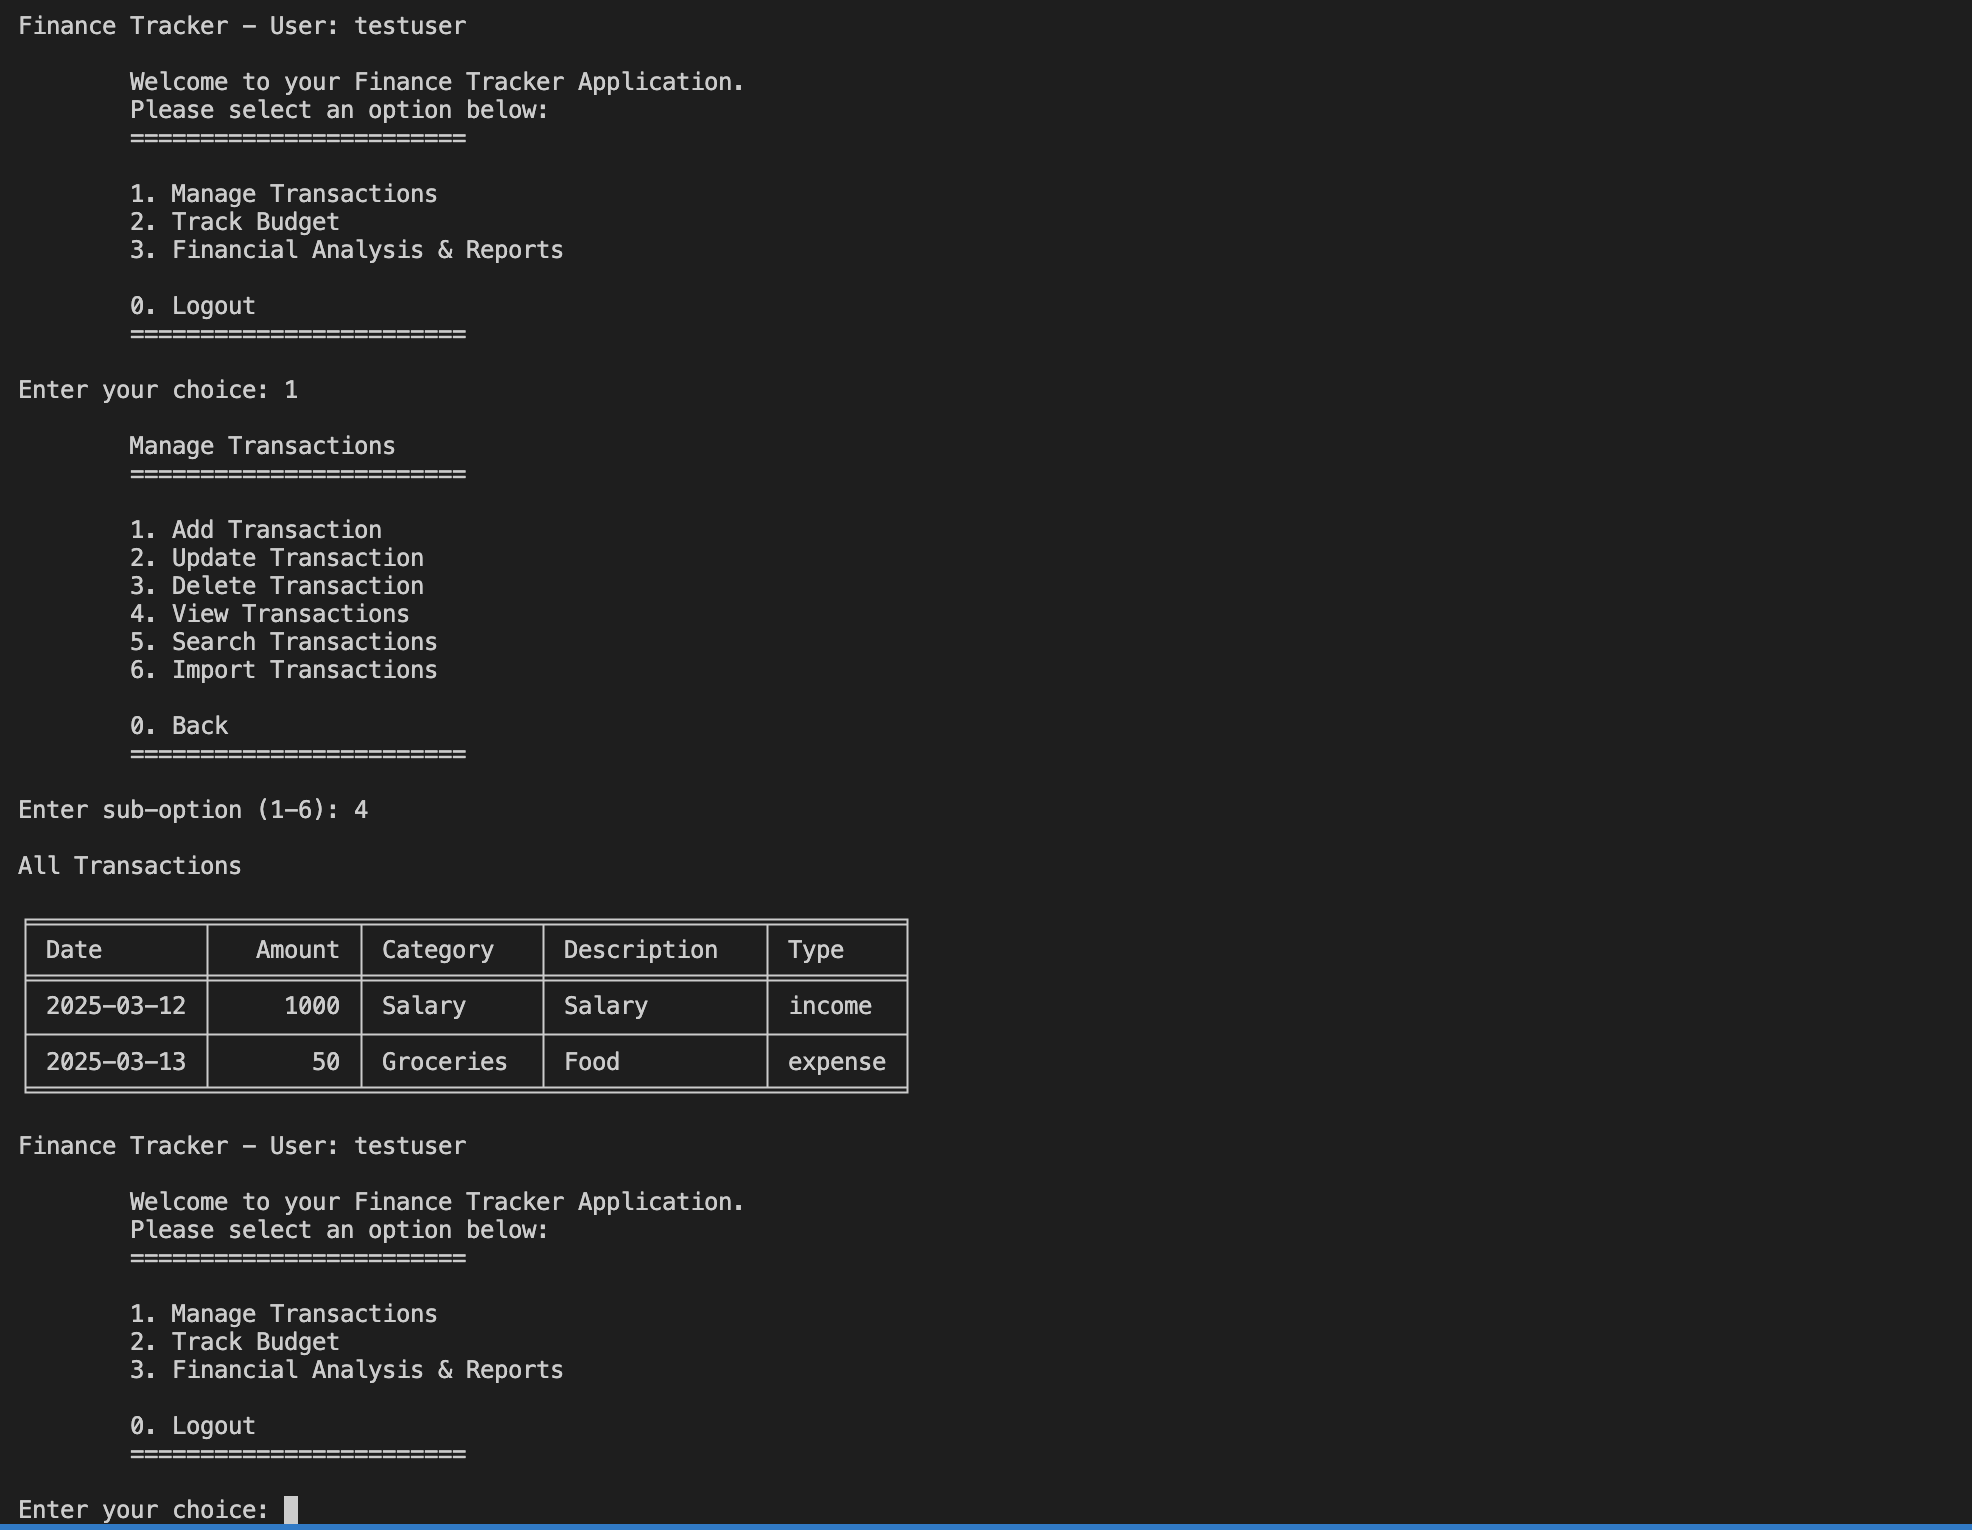 Finance Tracker – User: testuser
Welcome to your Finance Tracker Application.
Please select an option below:
========================
1. Manage Transactions
2. Track Budget
3. Financial Analysis & Reports
0. Logout
========================
Enter your choice: 1
Manage Transactions
========================
1. Add Transaction
2. Update Transaction
3. Delete Transaction
4. View Transactions
5. Search Transactions
6. Import Transactions
0. Back
========================
Enter sub-option (1-6): 4
All Transactions
Date Amount Category Description Type
2025-03-12 1000 Salary Salary income
2025-03-13 50 Groceries Food expense
Finance Tracker – User: testuser
Welcome to your Finance Tracker Application.
Please select an option below:
========================
1. Manage Transactions
2. Track Budget
3. Financial Analysis & Reports
0. Logout
========================
Enter your choice: